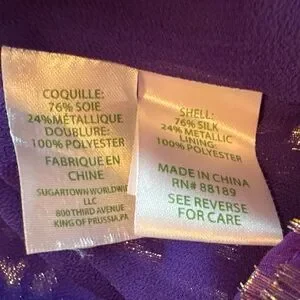 COQUILLE:
76% SOIE
24% MÉTALLIQUE
DOUBLURE:
100% POLYESTER
FABRIQUE EN
CHINE
SUGARTOWN WORLDWIDE
LLC
800 THIRD AVENUE
KING OF PRUSSIA, PA
SHELL:
76% SILK
24% METALLIC
LINING:
100% POLYESTER
MADE IN CHINA
RN# 88189
SEE REVERSE
FOR CARE